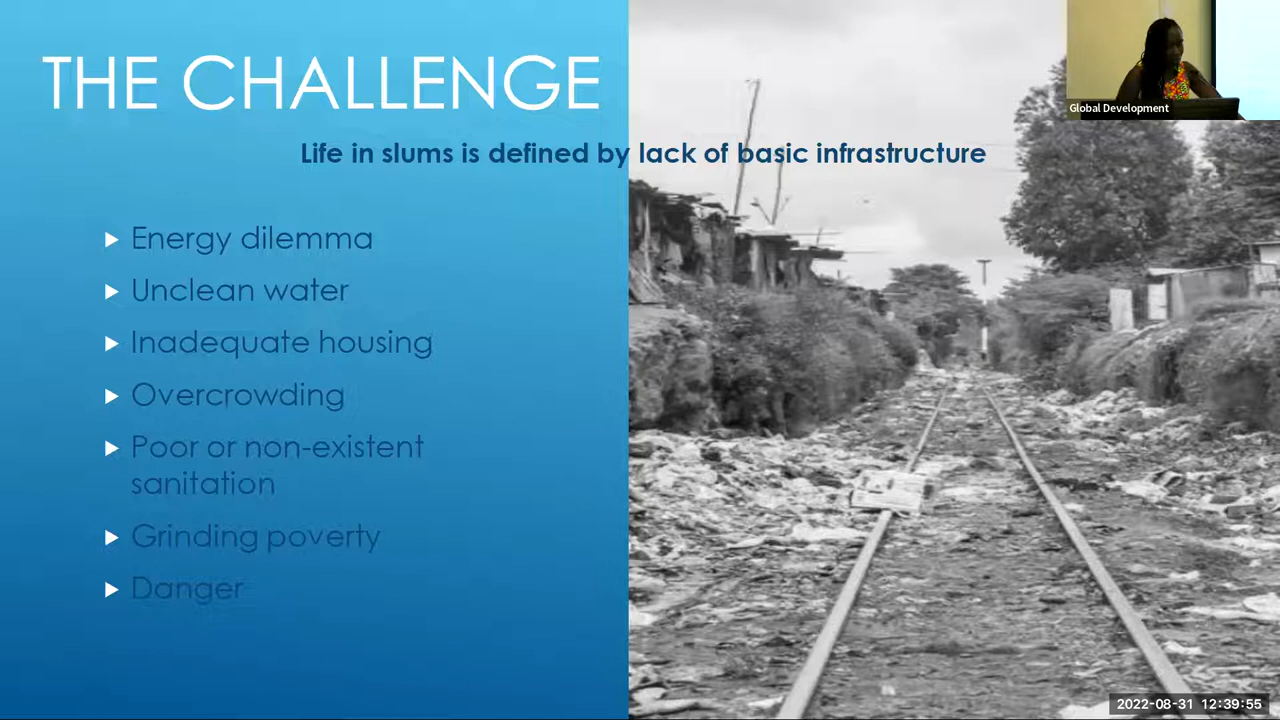 THE CHALLENGE
Global Development
Life in slums is defined by lack of basic infrastructure
Energy dilemma
Unclean water
Inadequate housing
Overcrowding
Poor or non-existent
sanitation
Grinding poverty
Danger
2022-08-31 12:39:55